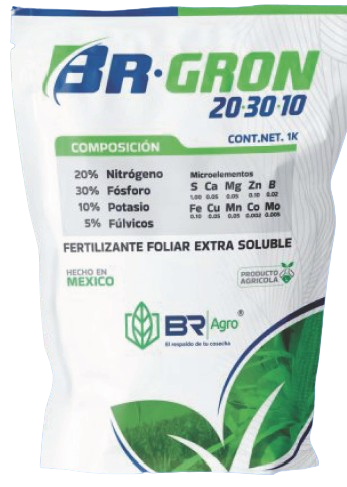 BR·GRON
20·30·10
CONT.NET. 1K
COMPOSICIÓN
20% Nitrógeno
30% Fósforo
10% Potasio
5% Fúlvicos
Microelementos
S Ca Mg Zn B
1.00 0.05 0.05 0.10 0.02
Fe Cu Mn Co Mo
0.10 0.05 0.05 0.002 0.005
FERTILIZANTE FOLIAR EXTRA SOLUBLE
HECHO EN
MEXICO
PRODUCTO
AGRICOLA
BR Agro®
El respaldo de tu cosecha